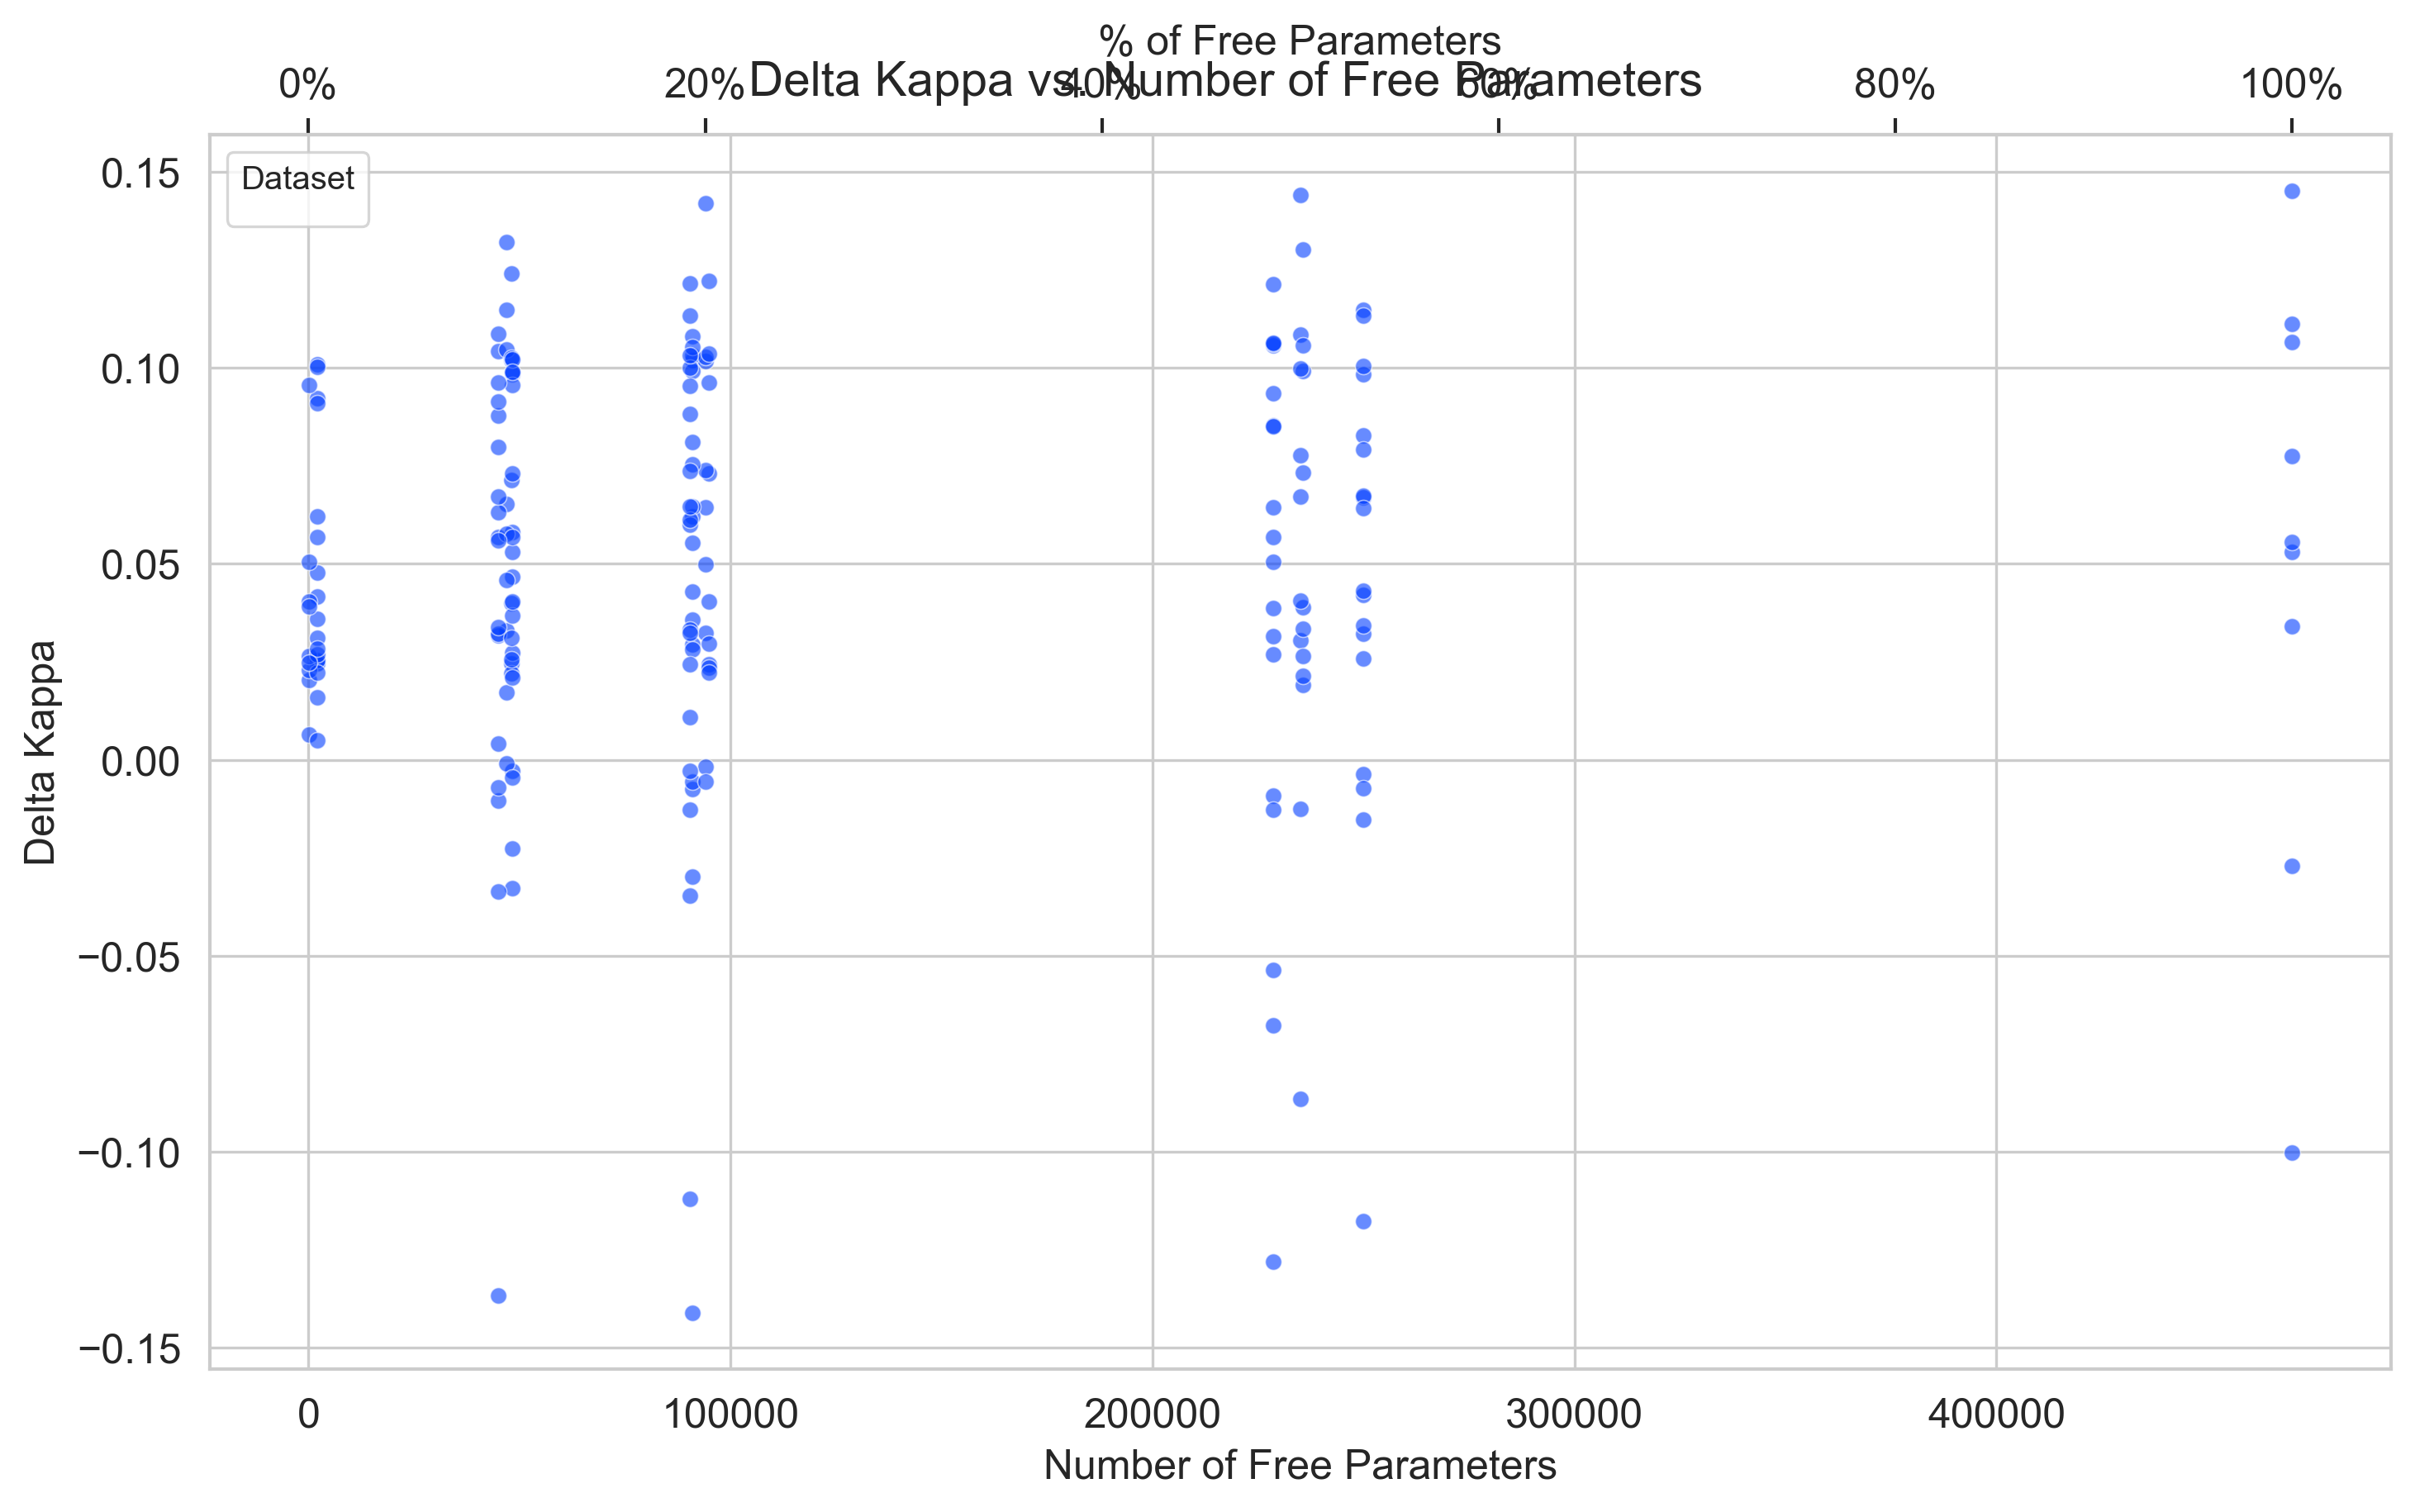 % of Free Parameters
0% 20% 40% 60% 80% 100%
Delta Kappa vs. Number of Free Parameters
Dataset
0.15
0.10
0.05
0.00
−0.05
−0.10
−0.15
Delta Kappa
0 100000 200000 300000 400000
Number of Free Parameters